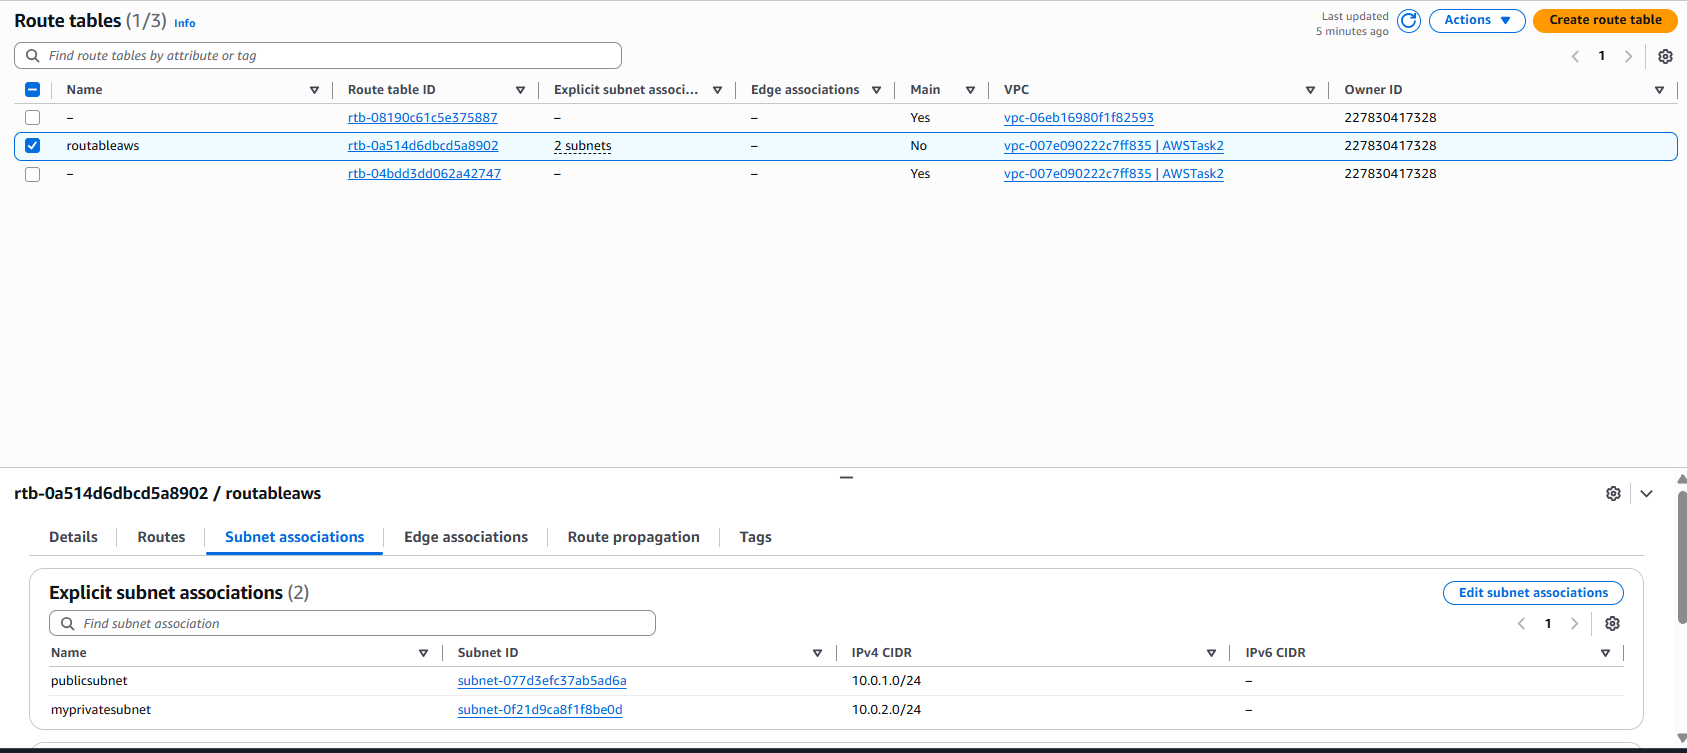 Route tables (1/3) Info
Last updated
5 minutes ago
Actions
Create route table
Find route tables by attribute or tag
1
Name Route table ID Explicit subnet associ... Edge associations Main VPC Owner ID
– rtb-08190c61c5e375887 – – Yes vpc-06eb16980f1f82593 227830417328
routableaws rtb-0a514d6dbcd5a8902 2 subnets – No vpc-007e090222c7ff835 | AWSTask2 227830417328
– rtb-04bdd3dd062a42747 – – Yes vpc-007e090222c7ff835 | AWSTask2 227830417328
rtb-0a514d6dbcd5a8902 / routableaws
Details Routes Subnet associations Edge associations Route propagation Tags
Explicit subnet associations (2)
Edit subnet associations
Find subnet association
1
Name Subnet ID IPv4 CIDR IPv6 CIDR
publicsubnet subnet-077d3efc37ab5ad6a 10.0.1.0/24 –
myprivatesubnet subnet-0f21d9ca8f1f8be0d 10.0.2.0/24 –